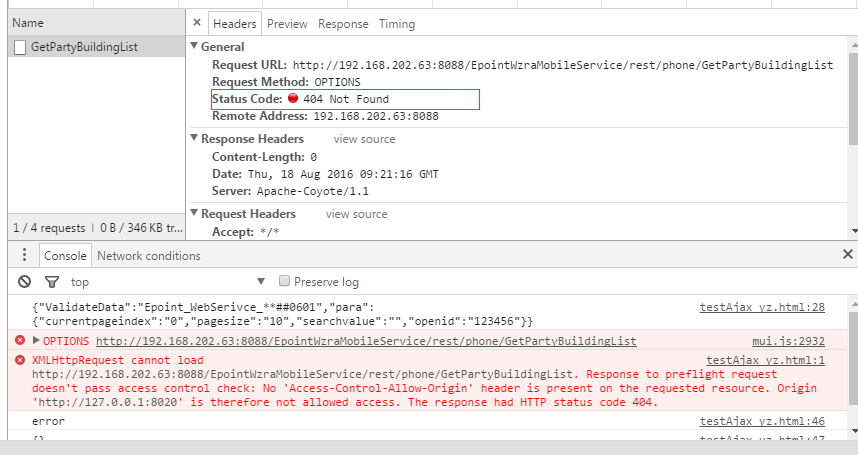 Name
× Headers Preview Response Timing
GetPartyBuildingList
▼ General
Request URL: http://192.168.202.63:8088/EpointWzraMobileService/rest/phone/GetPartyBuildingList
Request Method: OPTIONS
Status Code: 404 Not Found
Remote Address: 192.168.202.63:8088
▼ Response Headers view source
Content-Length: 0
Date: Thu, 18 Aug 2016 09:21:16 GMT
Server: Apache-Coyote/1.1
▼ Request Headers view source
Accept: */*
1 / 4 requests | 0 B / 346 KB tr...
Console Network conditions
top ▼ Preserve log
{"ValidateData":"Epoint_WebSerivce_**##0601","para": testAjax yz.html:28
{"currentpageindex":"0","pagesize":"10","searchvalue":"","openid":"123456"}}
▶ OPTIONS http://192.168.202.63:8088/EpointWzraMobileService/rest/phone/GetPartyBuildingList mui.js:2932
XMLHttpRequest cannot load testAjax yz.html:1
http://192.168.202.63:8088/EpointWzraMobileService/rest/phone/GetPartyBuildingList. Response to preflight request
doesn't pass access control check: No 'Access-Control-Allow-Origin' header is present on the requested resource. Origin
'http://127.0.0.1:8020' is therefore not allowed access. The response had HTTP status code 404.
error testAjax yz.html:46
{} testAjax yz.html:47